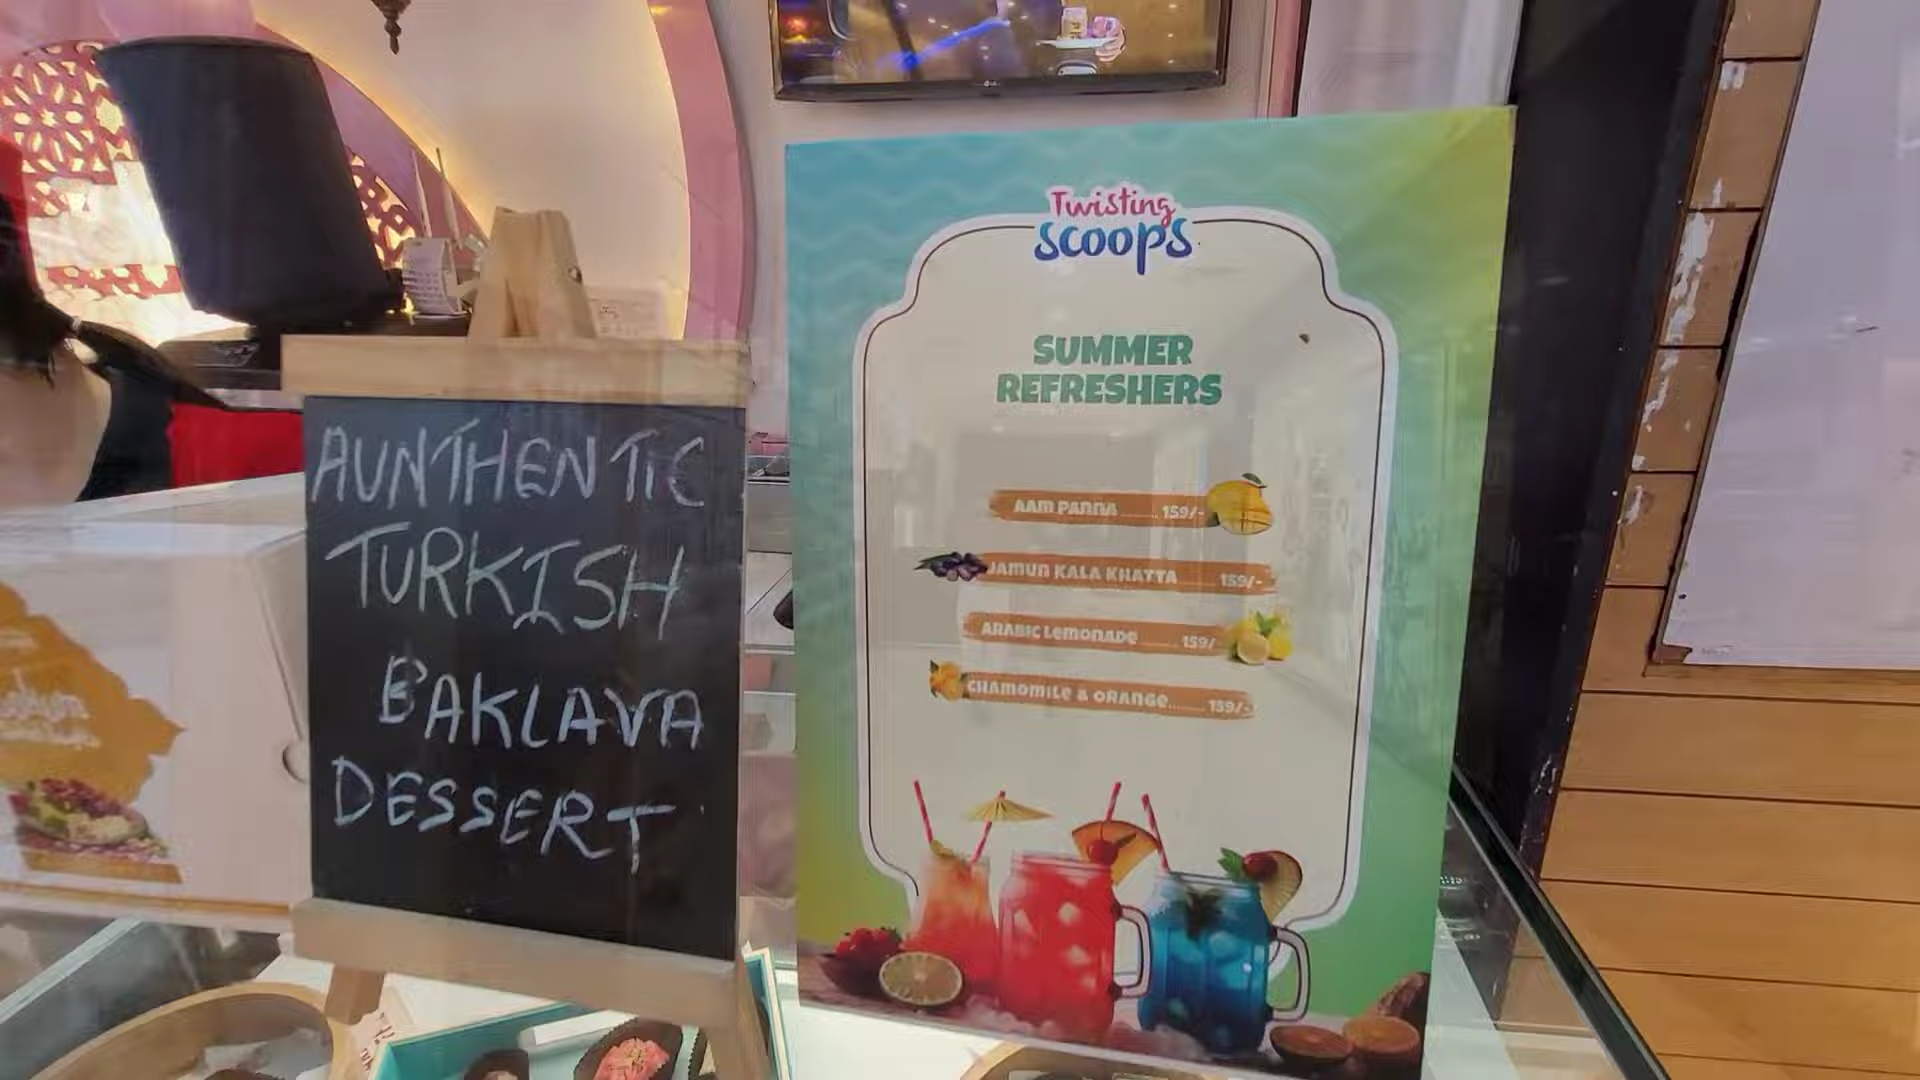 AUNTHENTIC
TURKISH
BAKLAVA
DESSERT
Twisting
scoops
SUMMER
REFRESHERS
AAM PANNA ......... 159/-
JAMUN KALA KHATTA 159/-
ARABIC LEMONADE ......... 159/
CHAMOMILE & ORANGE......... 159/-